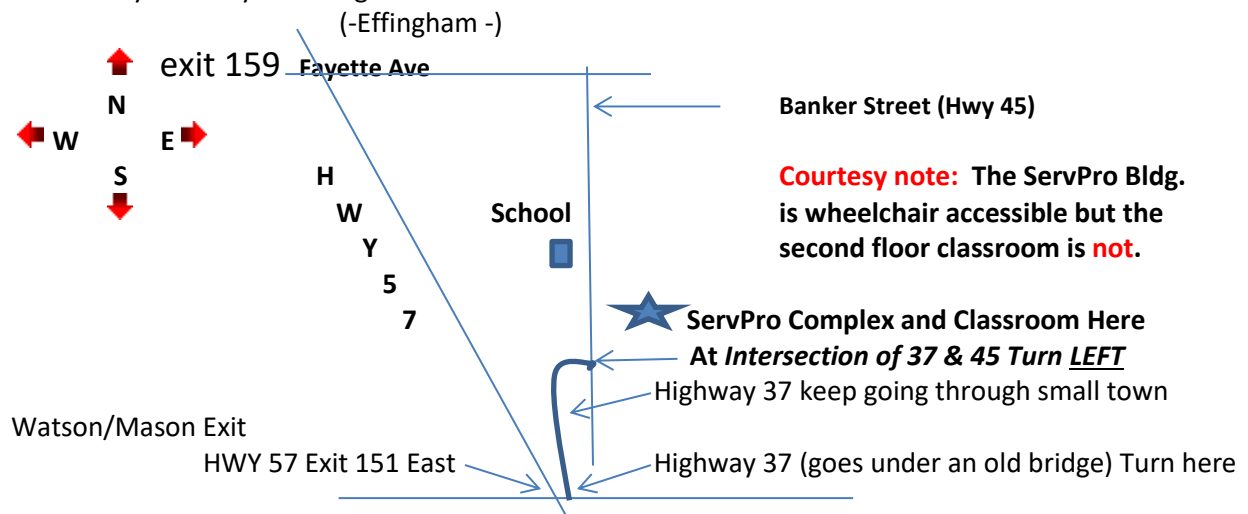 (-Effingham -)
exit 159 Fayette Ave
N
W E
S
Banker Street (Hwy 45)
H
W
Y
5
7
School
Courtesy note: The ServPro Bldg.
is wheelchair accessible but the
second floor classroom is not.
ServPro Complex and Classroom Here
At Intersection of 37 & 45 Turn LEFT
Highway 37 keep going through small town
Watson/Mason Exit
HWY 57 Exit 151 East
Highway 37 (goes under an old bridge) Turn here